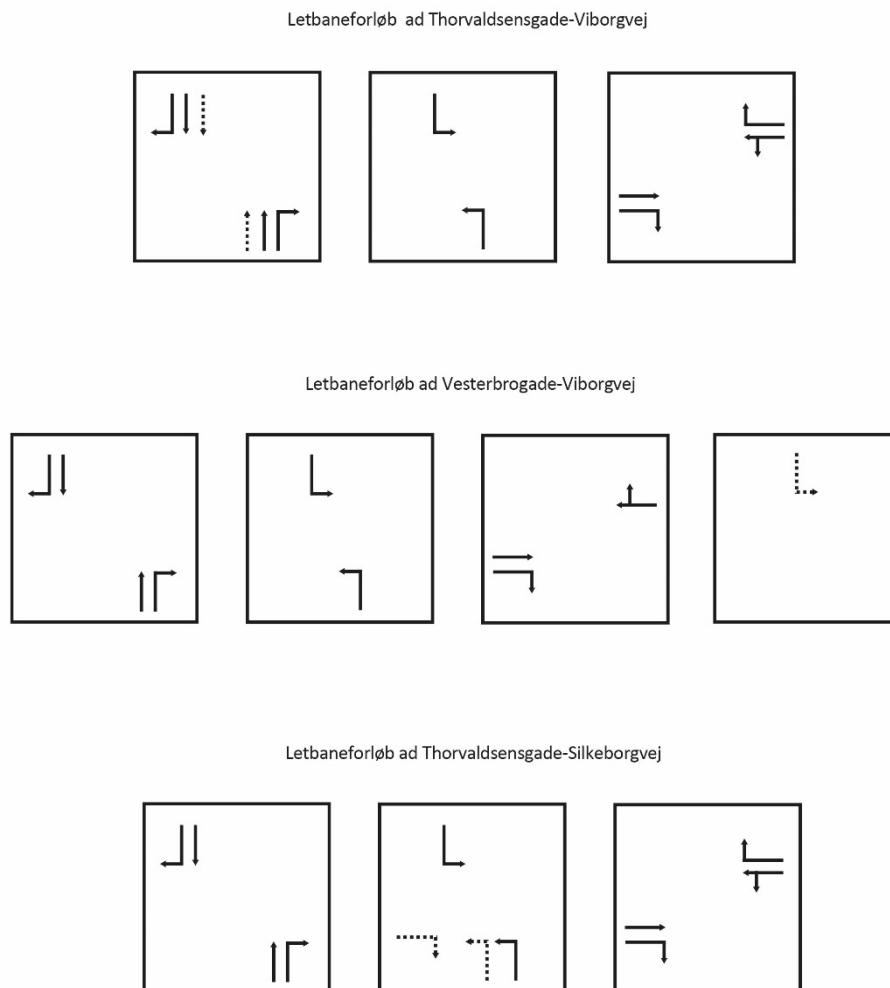 Letbaneforløb ad Thorvaldsensgade-Viborgvej
Letbaneforløb ad Vesterbrogade-Viborgvej
Letbaneforløb ad Thorvaldsensgade-Silkeborgvej